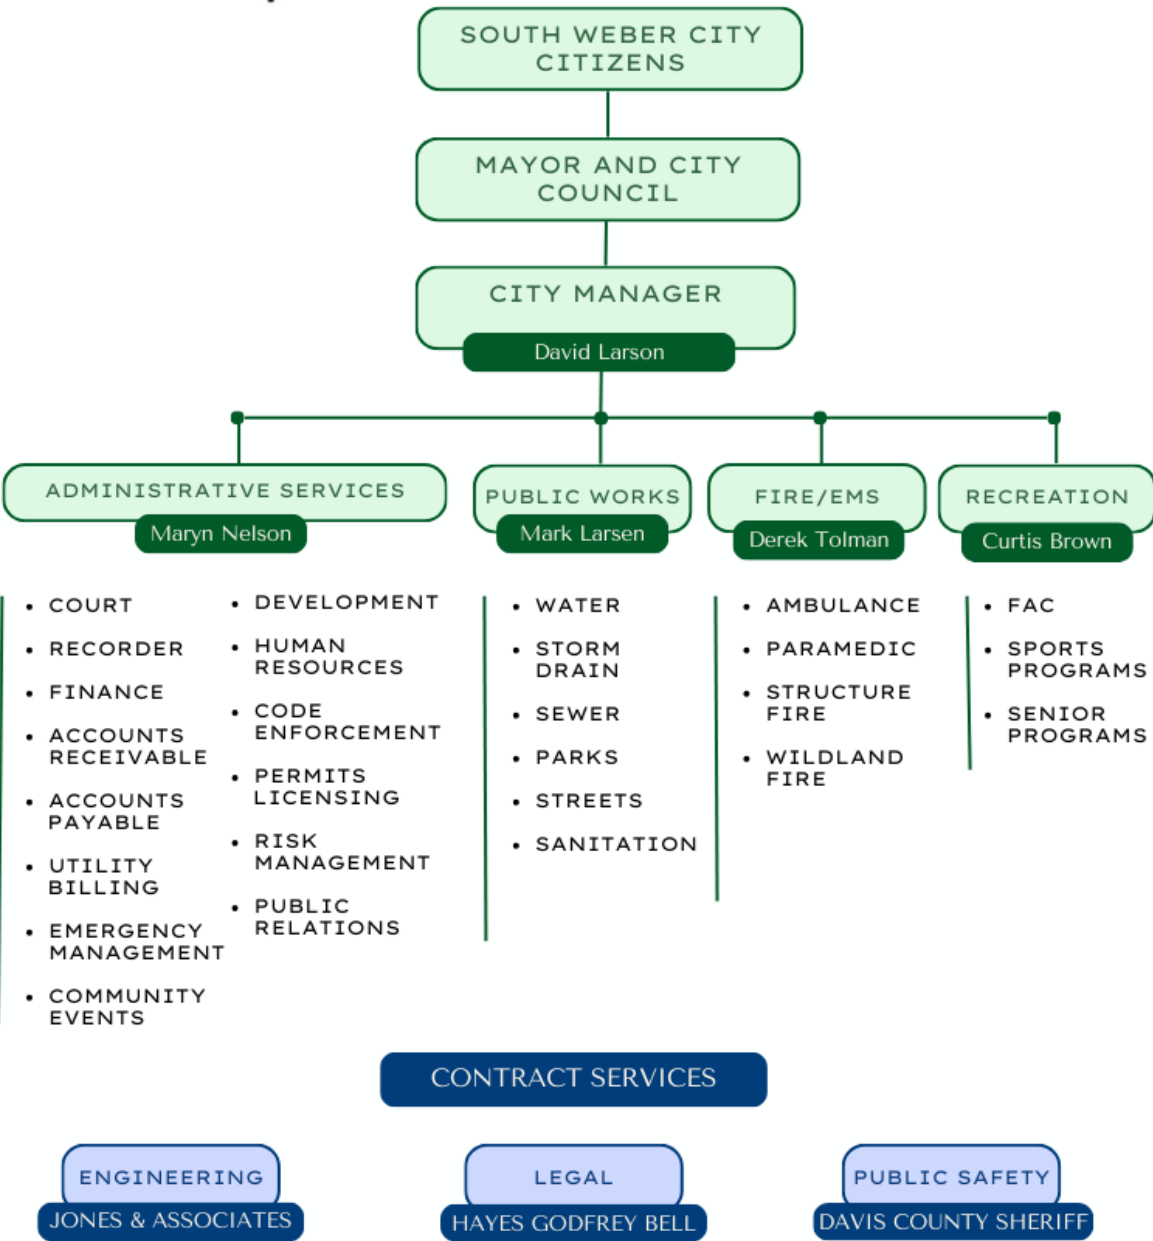 SOUTH WEBER CITY
CITIZENS
MAYOR AND CITY
COUNCIL
CITY MANAGER
David Larson
ADMINISTRATIVE SERVICES
Maryn Nelson
• COURT
• RECORDER
• FINANCE
• ACCOUNTS
RECEIVABLE
• ACCOUNTS
PAYABLE
• UTILITY
BILLING
• EMERGENCY
MANAGEMENT
• COMMUNITY
EVENTS
• DEVELOPMENT
• HUMAN
RESOURCES
• CODE
ENFORCEMENT
• PERMITS
LICENSING
• RISK
MANAGEMENT
• PUBLIC
RELATIONS
PUBLIC WORKS
Mark Larsen
• WATER
• STORM
DRAIN
• SEWER
• PARKS
• STREETS
• SANITATION
FIRE/EMS
Derek Tolman
• AMBULANCE
• PARAMEDIC
• STRUCTURE
FIRE
• WILDLAND
FIRE
RECREATION
Curtis Brown
• FAC
• SPORTS
PROGRAMS
• SENIOR
PROGRAMS
CONTRACT SERVICES
ENGINEERING
JONES & ASSOCIATES
LEGAL
HAYES GODFREY BELL
PUBLIC SAFETY
DAVIS COUNTY SHERIFF